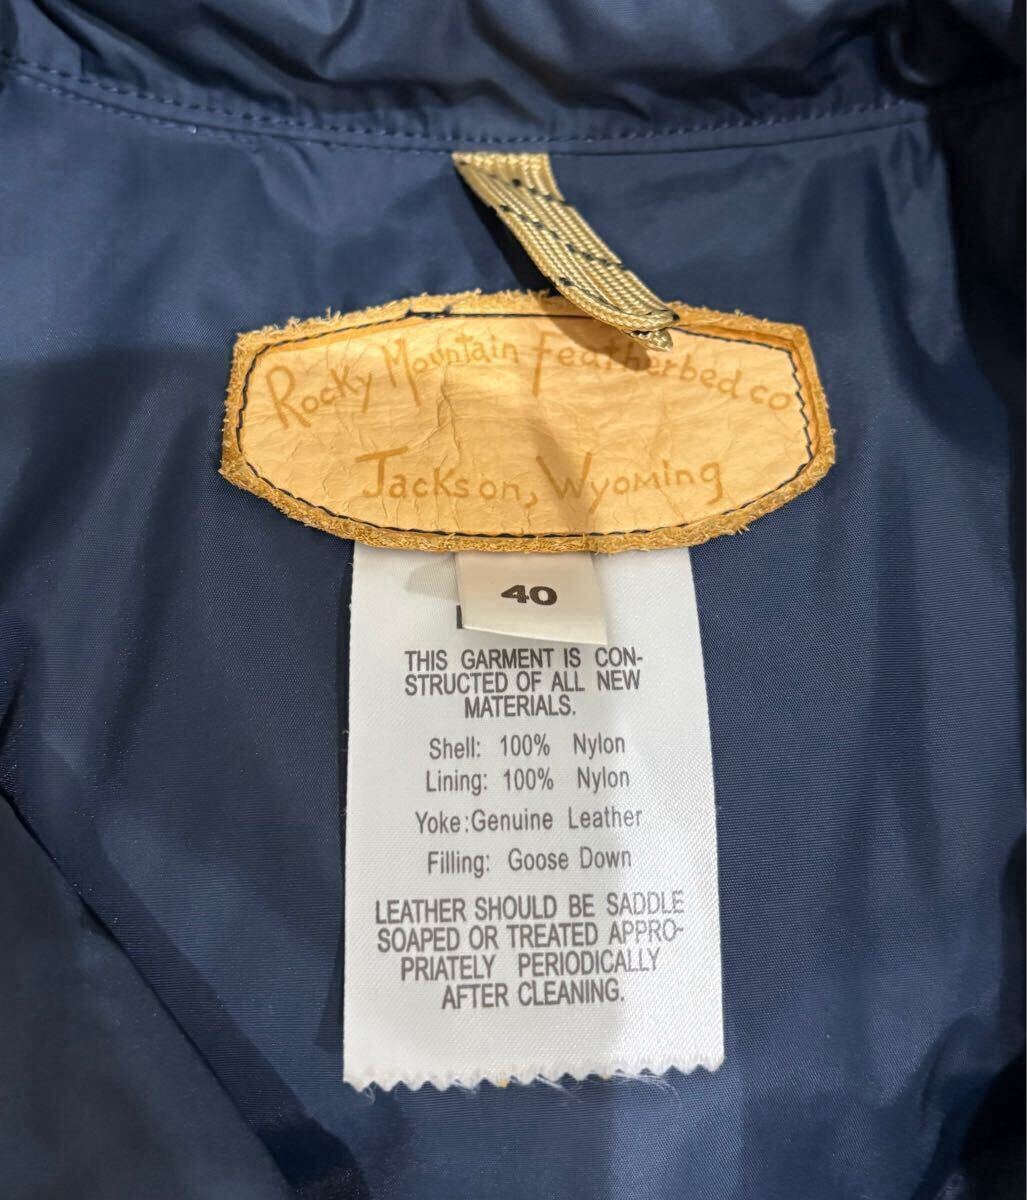 Rocky Mountain Featherbed co
Jackson, Wyoming
40
THIS GARMENT IS CON-
STRUCTED OF ALL NEW
MATERIALS.
Shell: 100% Nylon
Lining: 100% Nylon
Yoke:Genuine Leather
Filling: Goose Down
LEATHER SHOULD BE SADDLE
SOAPED OR TREATED APPRO-
PRIATELY PERIODICALLY
AFTER CLEANING.